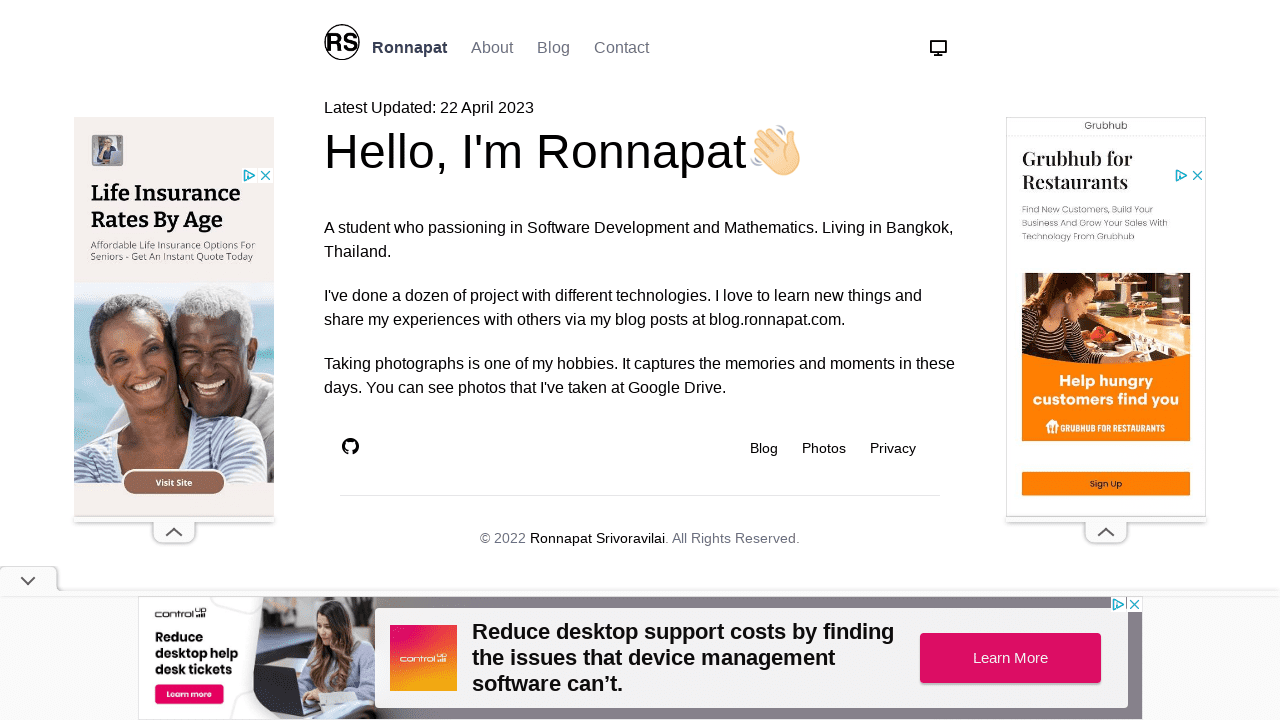 RS
Ronnapat About Blog Contact
Latest Updated: 22 April 2023
Hello, I'm Ronnapat
A student who passioning in Software Development and Mathematics. Living in Bangkok,
Thailand.
I've done a dozen of project with different technologies. I love to learn new things and
share my experiences with others via my blog posts at blog.ronnapat.com.
Taking photographs is one of my hobbies. It captures the memories and moments in these
days. You can see photos that I've taken at Google Drive.
Blog Photos Privacy
© 2022 Ronnapat Srivoravilai. All Rights Reserved.
Life Insurance
Rates By Age
Affordable Life Insurance Options For
Seniors - Get An Instant Quote Today
Visit Site
Grubhub
Grubhub for
Restaurants
Find New Customers, Build Your
Business And Grow Your Sales With
Technology From Grubhub
Help hungry
customers find you
GRUBHUB FOR RESTAURANTS
Sign Up
control up
Reduce
desktop help
desk tickets
Learn more
control up
Reduce desktop support costs by finding
the issues that device management
software can't.
Learn More